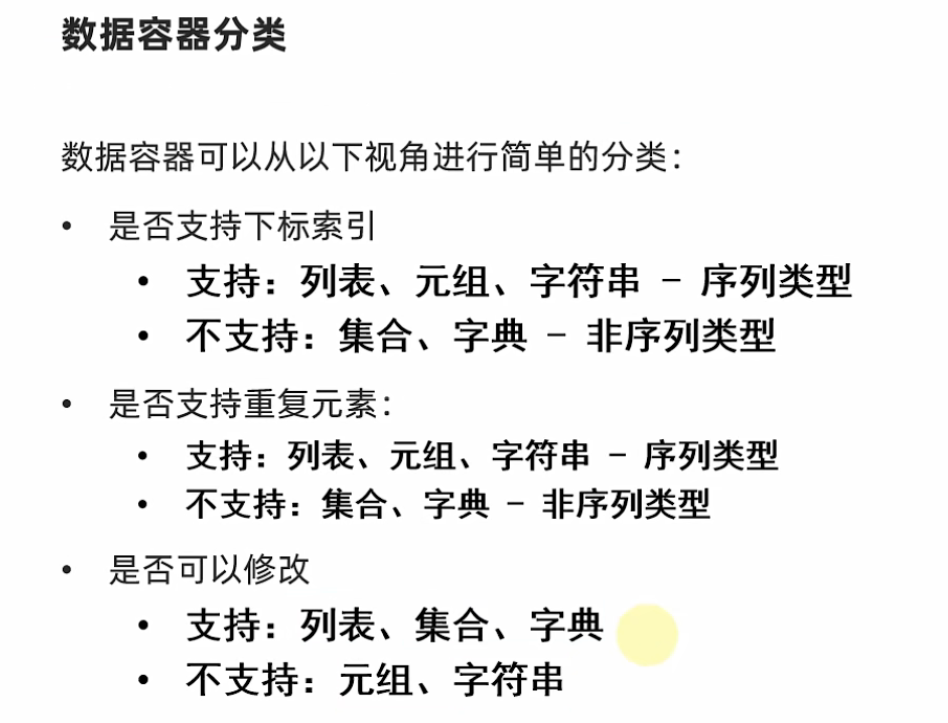 数据容器分类
数据容器可以从以下视角进行简单的分类：
• 是否支持下标索引
• 支持：列表、元组、字符串 - 序列类型
• 不支持：集合、字典 - 非序列类型
• 是否支持重复元素：
• 支持：列表、元组、字符串 - 序列类型
• 不支持：集合、字典 - 非序列类型
• 是否可以修改
• 支持：列表、集合、字典
• 不支持：元组、字符串